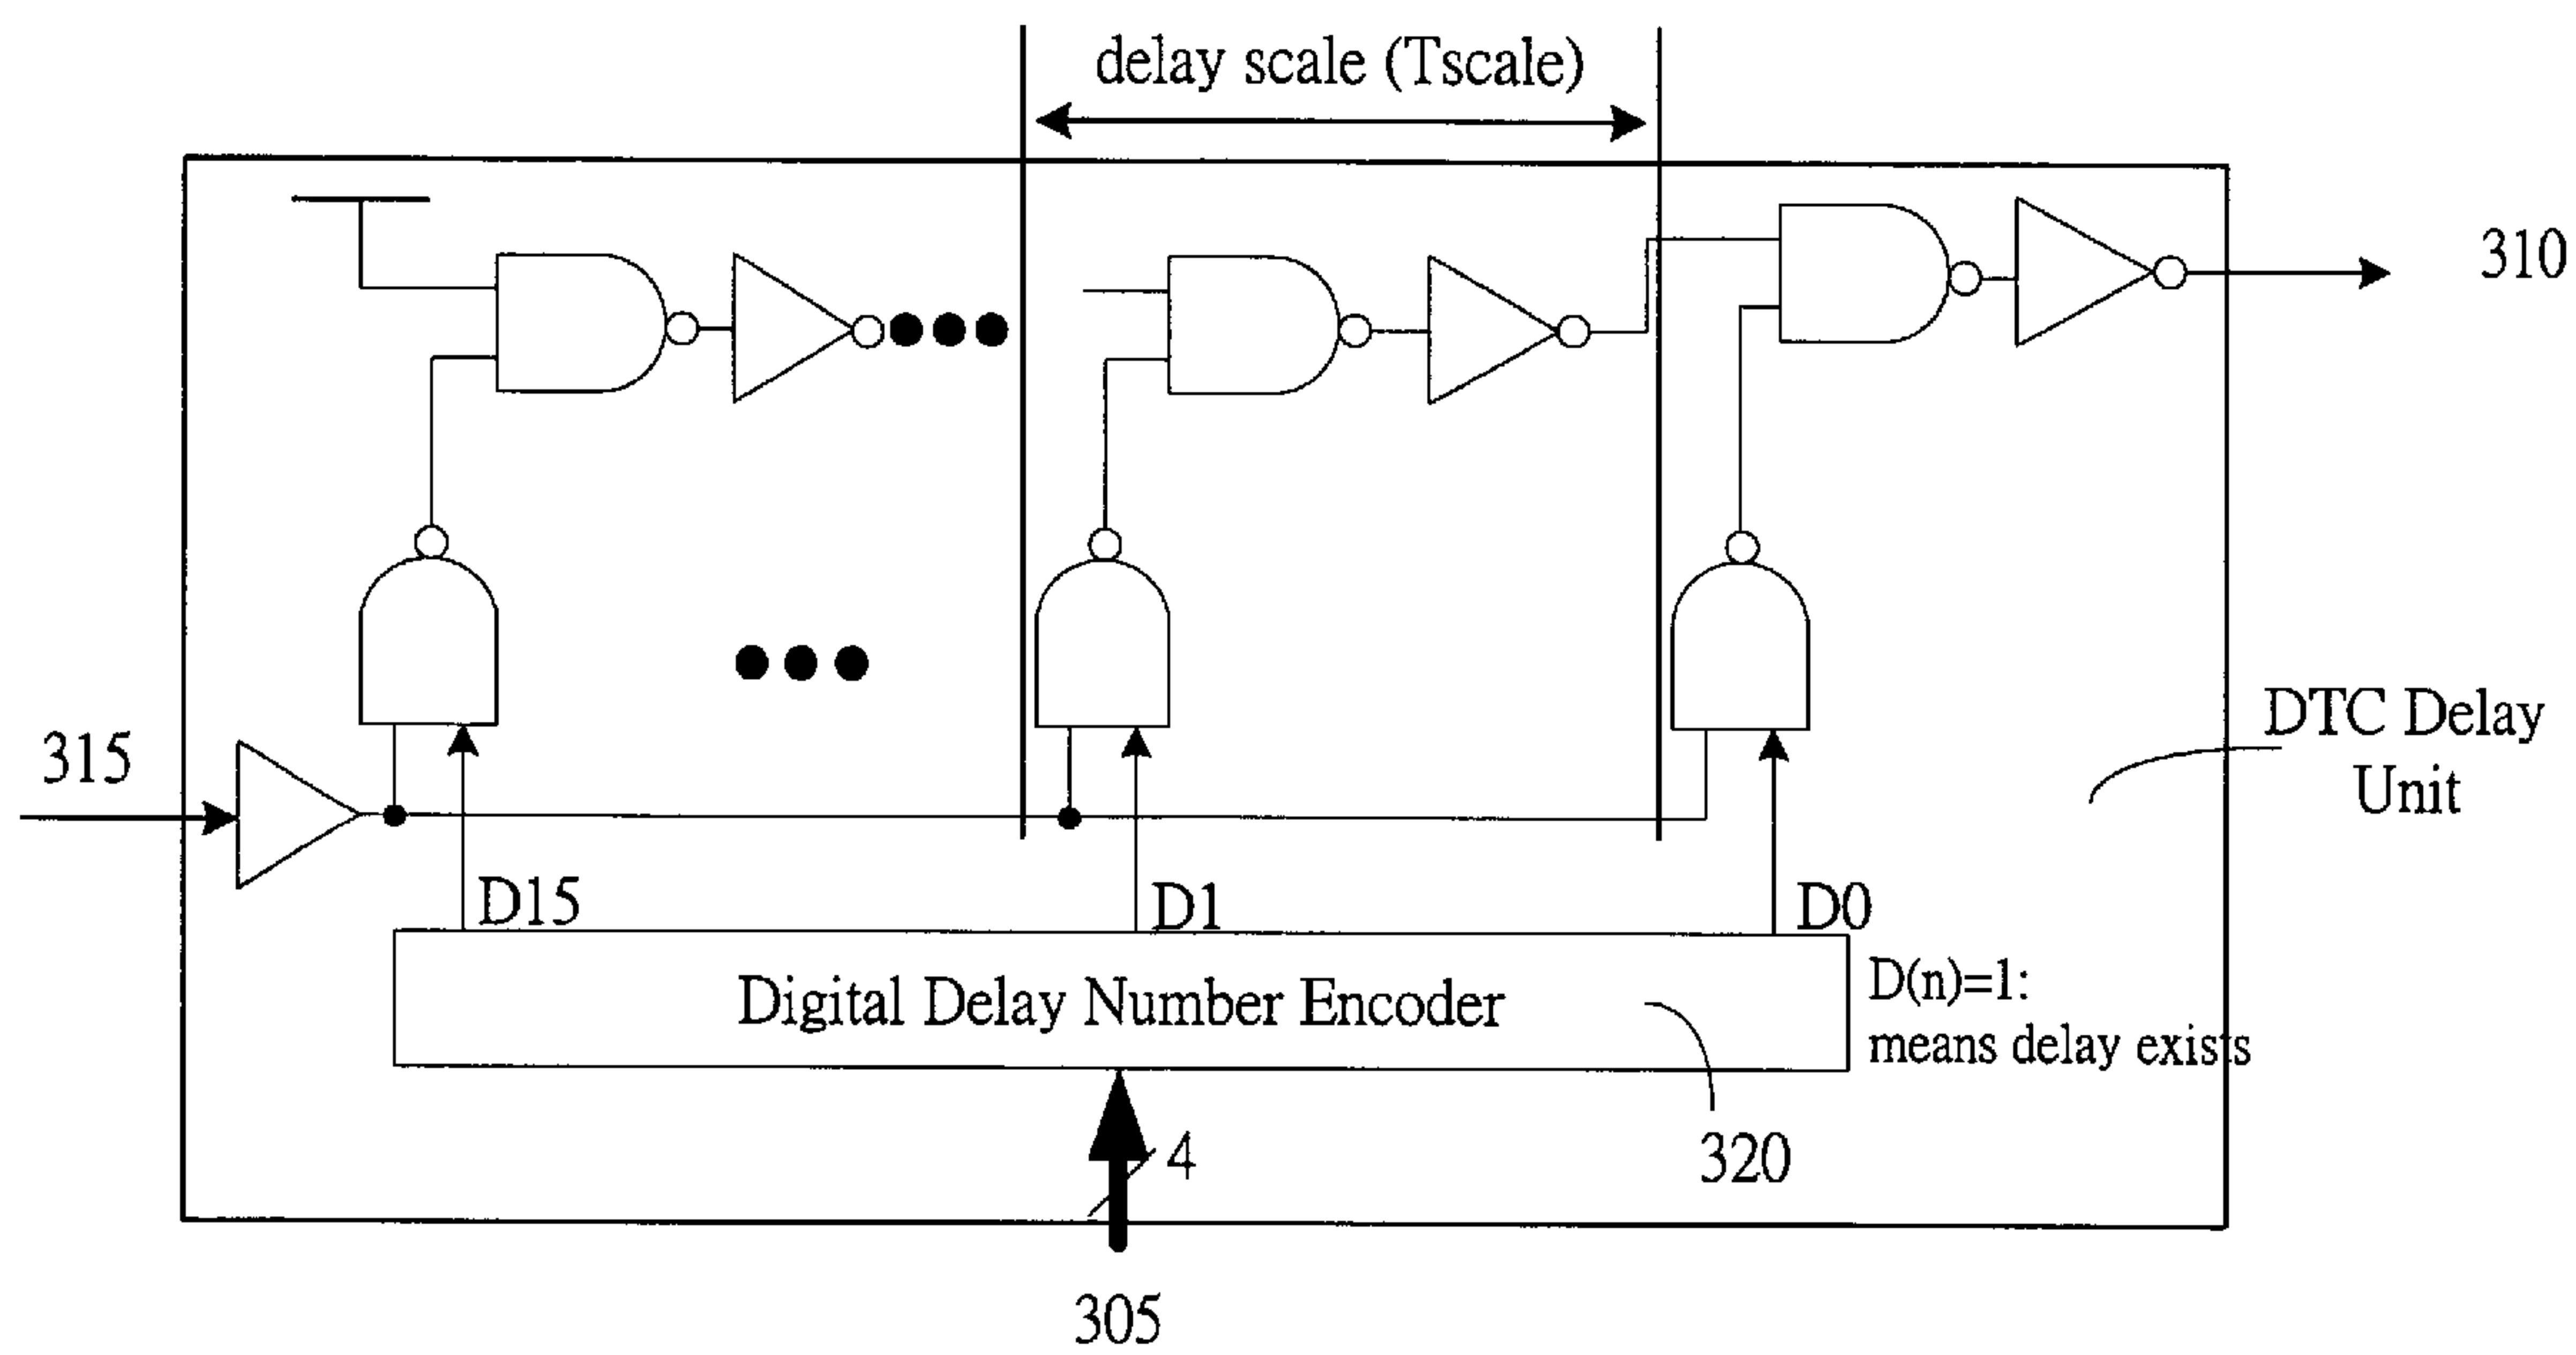 delay scale (Tscale)
310
315
DTC Delay
Unit
D15
D1
D0
Digital Delay Number Encoder
D(n)=1:
means delay exists
4
320
305